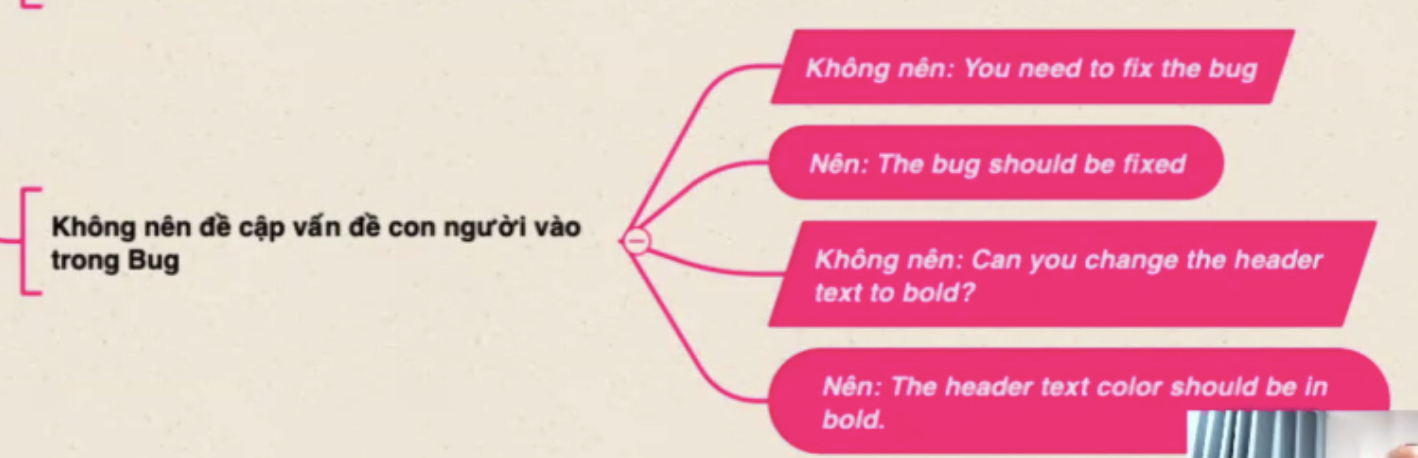 Không nên đề cập vấn đề con người vào
trong Bug
Không nên: You need to fix the bug
Nên: The bug should be fixed
Không nên: Can you change the header
text to bold?
Nên: The header text color should be in
bold.